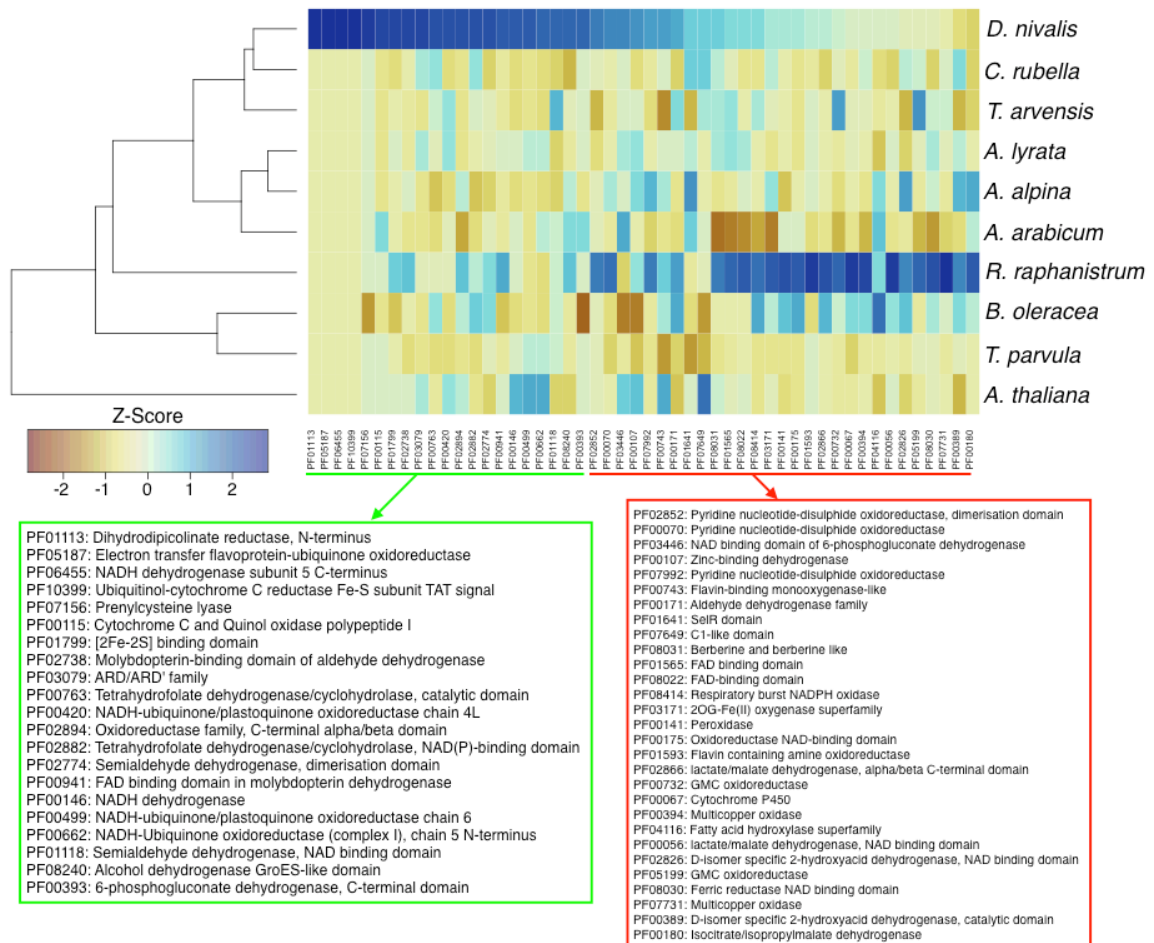 D. nivalis
C. rubella
T. arvensis
A. lyrata
A. alpina
A. arabicum
R. raphanistrum
B. oleracea
T. parvula
A. thaliana
Z-Score
-2 -1 0 1 2
PF01113
PF05187
PF06455
PF10399
PF07156
PF00115
PF01799
PF02738
PF03079
PF00763
PF00420
PF02894
PF02882
PF02774
PF00941
PF00146
PF00499
PF00662
PF01118
PF08240
PF00393
PF02852
PF00070
PF03446
PF00107
PF07992
PF00743
PF00171
PF01641
PF07649
PF08031
PF01565
PF08022
PF08414
PF03171
PF00141
PF00175
PF01593
PF02866
PF00732
PF00067
PF00394
PF04116
PF00056
PF02826
PF05199
PF08030
PF07731
PF00389
PF00180
PF01113: Dihydrodipicolinate reductase, N-terminus
PF05187: Electron transfer flavoprotein-ubiquinone oxidoreductase
PF06455: NADH dehydrogenase subunit 5 C-terminus
PF10399: Ubiquitinol-cytochrome C reductase Fe-S subunit TAT signal
PF07156: Prenylcysteine lyase
PF00115: Cytochrome C and Quinol oxidase polypeptide I
PF01799: [2Fe-2S] binding domain
PF02738: Molybdopterin-binding domain of aldehyde dehydrogenase
PF03079: ARD/ARD' family
PF00763: Tetrahydrofolate dehydrogenase/cyclohydrolase, catalytic domain
PF00420: NADH-ubiquinone/plastoquinone oxidoreductase chain 4L
PF02894: Oxidoreductase family, C-terminal alpha/beta domain
PF02882: Tetrahydrofolate dehydrogenase/cyclohydrolase, NAD(P)-binding domain
PF02774: Semialdehyde dehydrogenase, dimerisation domain
PF00941: FAD binding domain in molybdopterin dehydrogenase
PF00146: NADH dehydrogenase
PF00499: NADH-ubiquinone/plastoquinone oxidoreductase chain 6
PF00662: NADH-Ubiquinone oxidoreductase (complex I), chain 5 N-terminus
PF01118: Semialdehyde dehydrogenase, NAD binding domain
PF08240: Alcohol dehydrogenase GroES-like domain
PF00393: 6-phosphogluconate dehydrogenase, C-terminal domain
PF02852: Pyridine nucleotide-disulphide oxidoreductase, dimerisation domain
PF00070: Pyridine nucleotide-disulphide oxidoreductase
PF03446: NAD binding domain of 6-phosphogluconate dehydrogenase
PF00107: Zinc-binding dehydrogenase
PF07992: Pyridine nucleotide-disulphide oxidoreductase
PF00743: Flavin-binding monooxygenase-like
PF00171: Aldehyde dehydrogenase family
PF01641: SelR domain
PF07649: C1-like domain
PF08031: Berberine and berberine like
PF01565: FAD binding domain
PF08022: FAD-binding domain
PF08414: Respiratory burst NADPH oxidase
PF03171: 2OG-Fe(II) oxygenase superfamily
PF00141: Peroxidase
PF00175: Oxidoreductase NAD-binding domain
PF01593: Flavin containing amine oxidoreductase
PF02866: lactate/malate dehydrogenase, alpha/beta C-terminal domain
PF00732: GMC oxidoreductase
PF00067: Cytochrome P450
PF00394: Multicopper oxidase
PF04116: Fatty acid hydroxylase superfamily
PF00056: lactate/malate dehydrogenase, NAD binding domain
PF02826: D-isomer specific 2-hydroxyacid dehydrogenase, NAD binding domain
PF05199: GMC oxidoreductase
PF08030: Ferric reductase NAD binding domain
PF07731: Multicopper oxidase
PF00389: D-isomer specific 2-hydroxyacid dehydrogenase, catalytic domain
PF00180: Isocitrate/isopropylmalate dehydrogenase